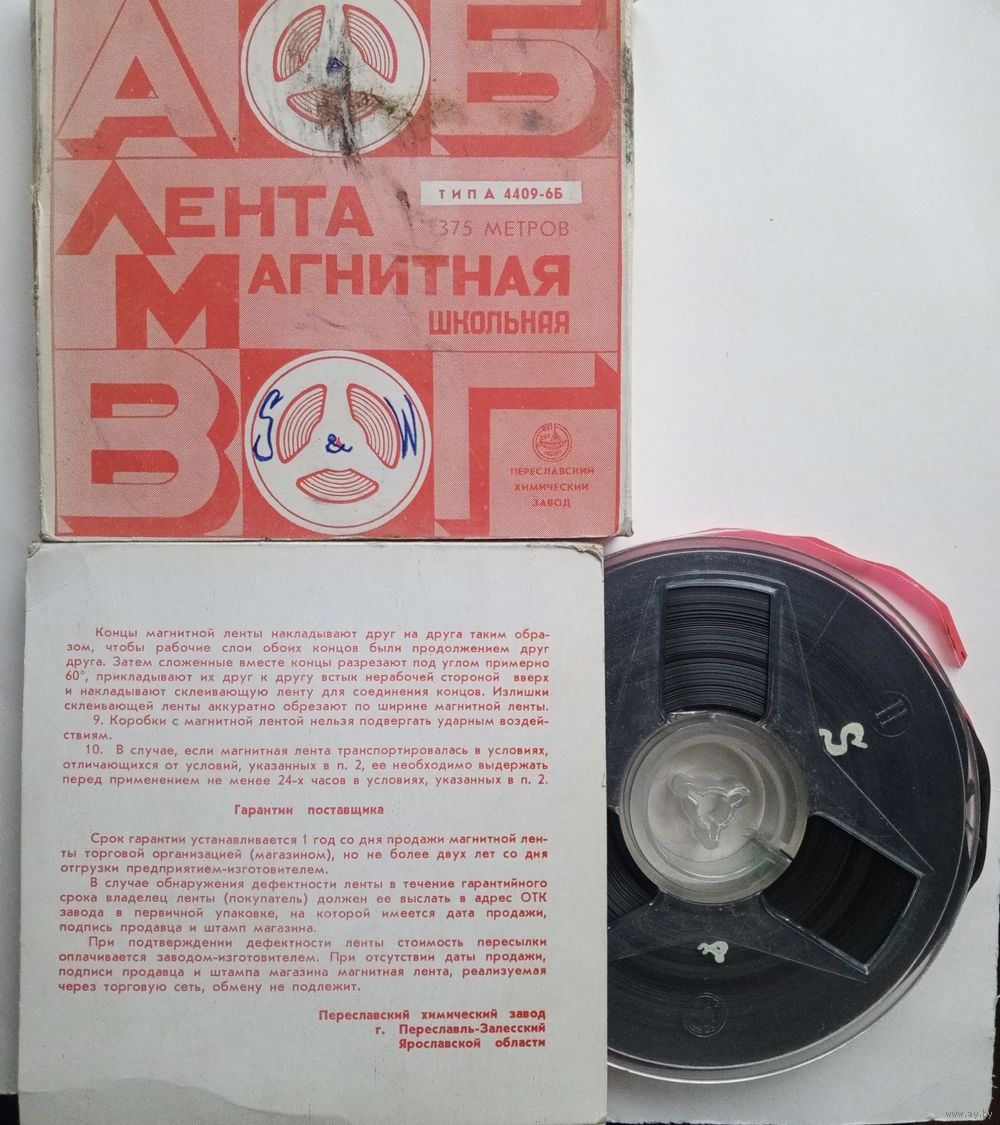 А Б
ЛЕНТА
ТИП А 4409-6Б
375 МЕТРОВ
МАГНИТНАЯ
ШКОЛЬНАЯ
В Г
S & W
ПЕРЕСЛАВСКИЙ
ХИМИЧЕСКИЙ
ЗАВОД
Концы магнитной ленты накладывают друг на друга таким обра-
зом, чтобы рабочие слои обоих концов были продолжением друг
друга. Затем сложенные вместе концы разрезают под углом примерно
60°, прикладывают их друг к другу встык нерабочей стороной вверх
и накладывают склеивающую ленту для соединения концов. Излишки
склеивающей ленты аккуратно обрезают по ширине магнитной ленты.
9. Коробки с магнитной лентой нельзя подвергать ударным воздей-
ствиям.
10. В случае, если магнитная лента транспортировалась в условиях,
отличающихся от условий, указанных в п. 2, ее необходимо выдержать
перед применением не менее 24-х часов в условиях, указанных в п. 2.
Гарантии поставщика
Срок гарантии устанавливается 1 год со дня продажи магнитной лен-
ты торговой организацией (магазином), но не более двух лет со дня
отгрузки предприятием-изготовителем.
В случае обнаружения дефектности ленты в течение гарантийного
срока владелец ленты (покупатель) должен ее выслать в адрес ОТК
завода в первичной упаковке, на которой имеется дата продажи,
подпись продавца и штамп магазина.
При подтверждении дефектности ленты стоимость пересылки
оплачивается заводом-изготовителем. При отсутствии даты продажи,
подписи продавца и штампа магазина магнитная лента, реализуемая
через торговую сеть, обмену не подлежит.
Переславский химический завод
г. Переславль-Залесский
Ярославской области
S
&
www.ay.by